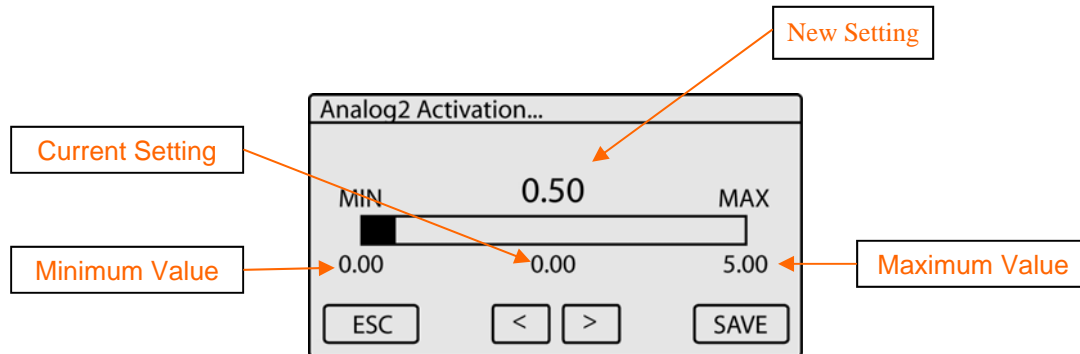 New Setting
Analog2 Activation...
Current Setting
0.50
MIN
MAX
Minimum Value
0.00
0.00
5.00
Maximum Value
ESC
<
>
SAVE